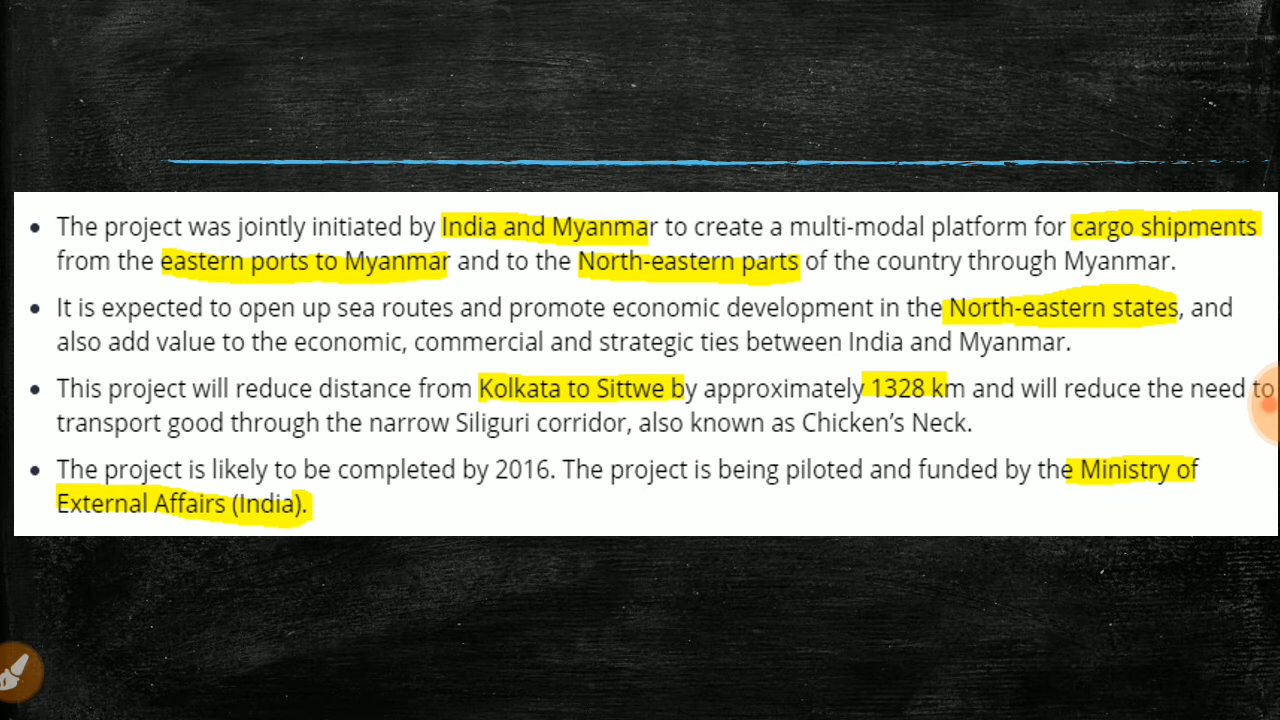 The project was jointly initiated by India and Myanmar to create a multi-modal platform for cargo shipments
from the eastern ports to Myanmar and to the North-eastern parts of the country through Myanmar.
It is expected to open up sea routes and promote economic development in the North-eastern states, and
also add value to the economic, commercial and strategic ties between India and Myanmar.
This project will reduce distance from Kolkata to Sittwe by approximately 1328 km and will reduce the need to
transport good through the narrow Siliguri corridor, also known as Chicken’s Neck.
The project is likely to be completed by 2016. The project is being piloted and funded by the Ministry of
External Affairs (India).